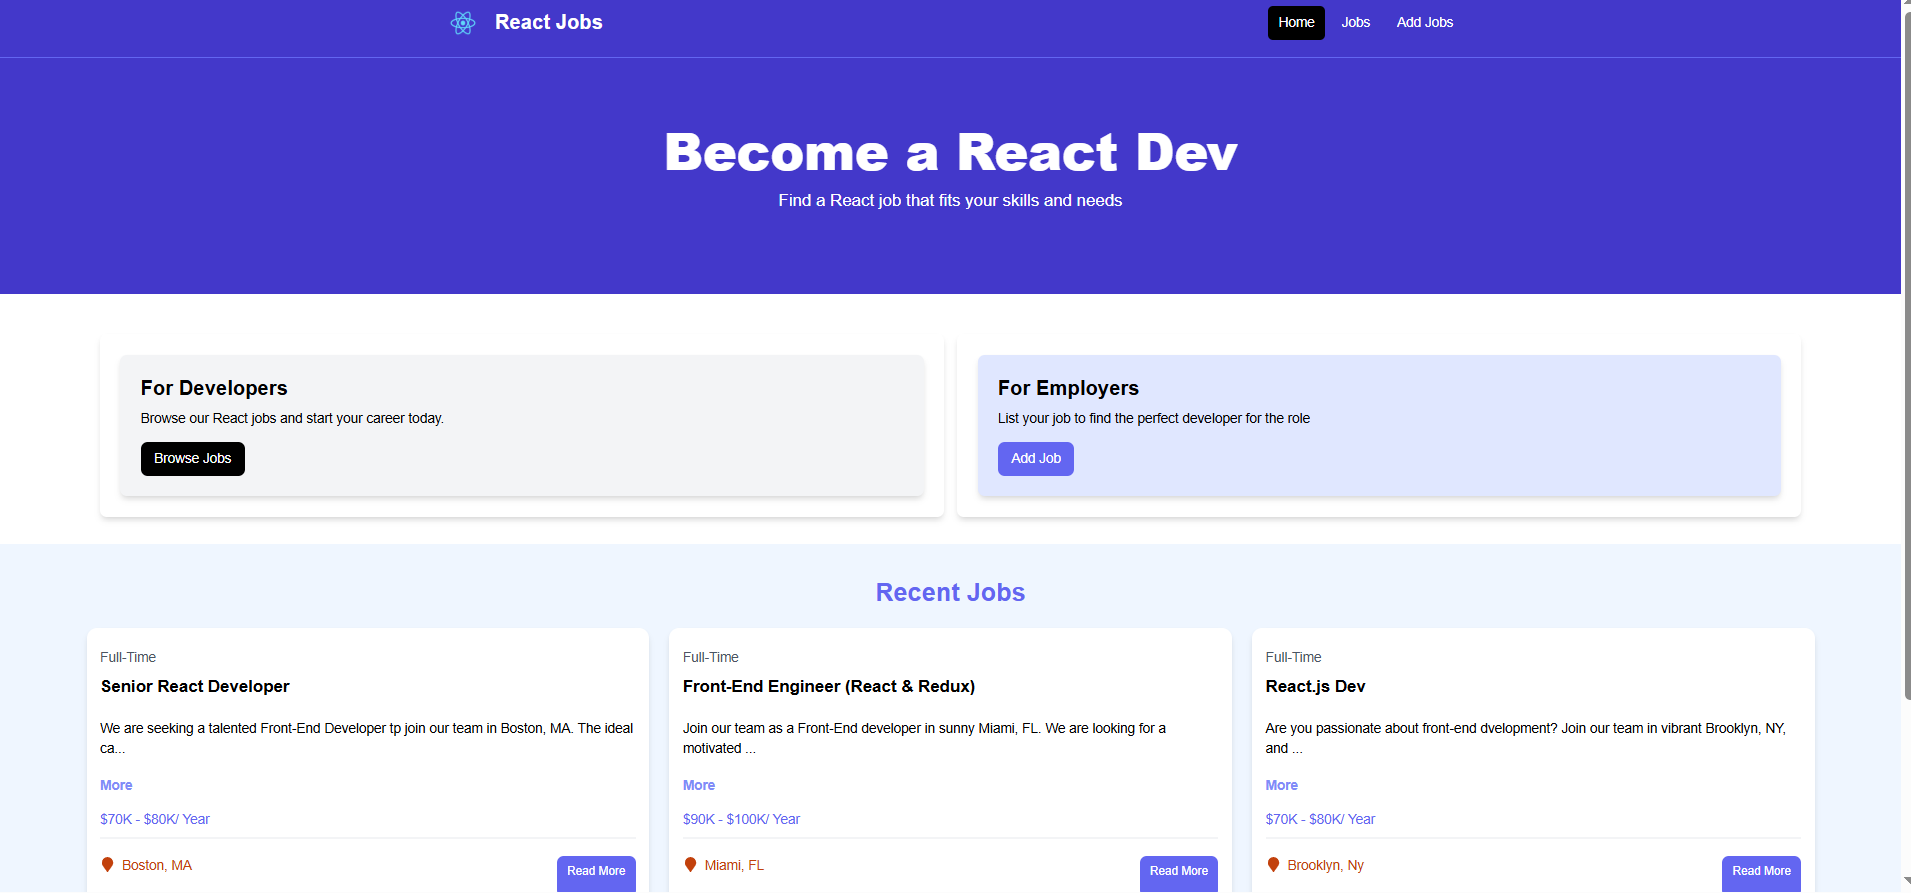 React Jobs
Home
Jobs
Add Jobs
Become a React Dev
Find a React job that fits your skills and needs
For Developers
Browse our React jobs and start your career today.
Browse Jobs
For Employers
List your job to find the perfect developer for the role
Add Job
Recent Jobs
Full-Time
Senior React Developer
We are seeking a talented Front-End Developer tp join our team in Boston, MA. The ideal
ca...
More
$70K - $80K/ Year
Boston, MA
Read More
Full-Time
Front-End Engineer (React & Redux)
Join our team as a Front-End developer in sunny Miami, FL. We are looking for a
motivated ...
More
$90K - $100K/ Year
Miami, FL
Read More
Full-Time
React.js Dev
Are you passionate about front-end dvelopment? Join our team in vibrant Brooklyn, NY,
and ...
More
$70K - $80K/ Year
Brooklyn, Ny
Read More